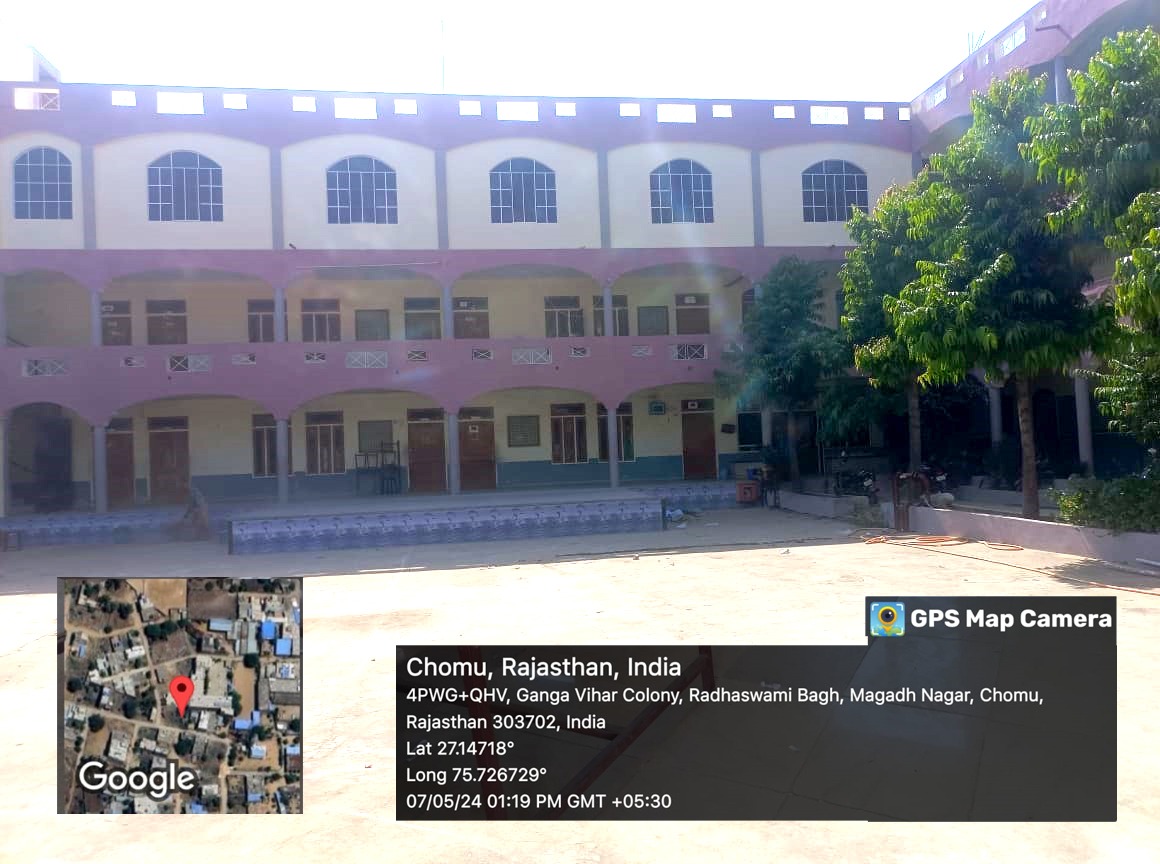 GPS Map Camera
Chomu, Rajasthan, India
4PWG+QHV, Ganga Vihar Colony, Radhaswami Bagh, Magadh Nagar, Chomu,
Rajasthan 303702, India
Lat 27.14718°
Long 75.726729°
07/05/24 01:19 PM GMT +05:30
Google